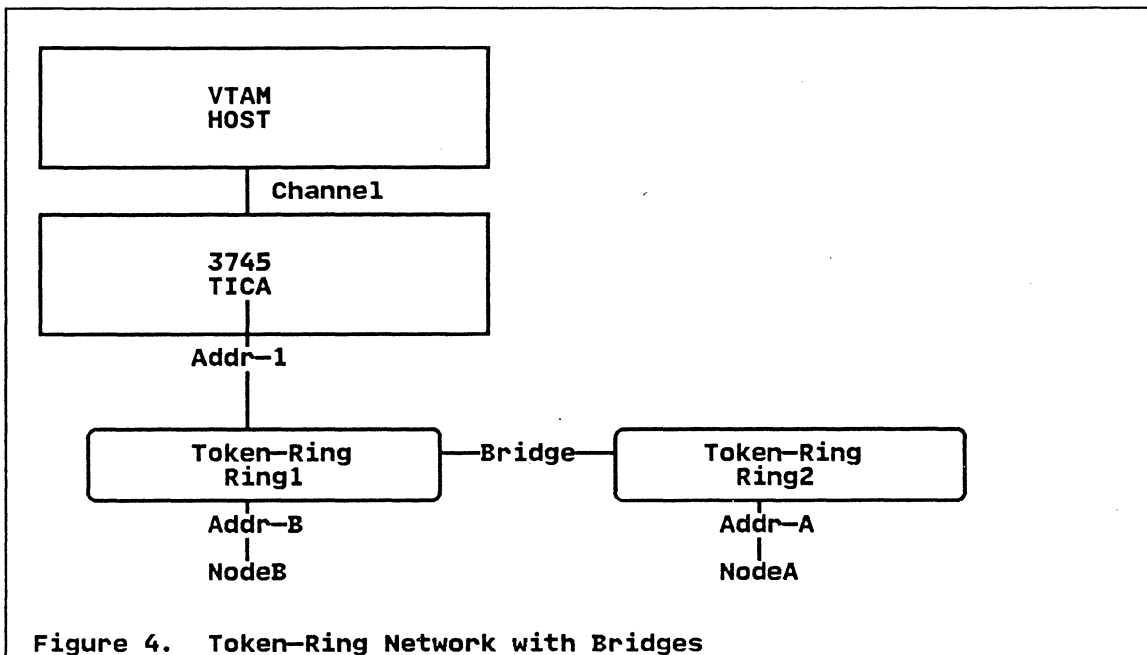 VTAM
HOST
Channel
3745
TICA
Addr-1
Token-Ring
Ring1
Bridge
Token-Ring
Ring2
Addr-B
Addr-A
NodeB
NodeA
Figure 4. Token-Ring Network with Bridges